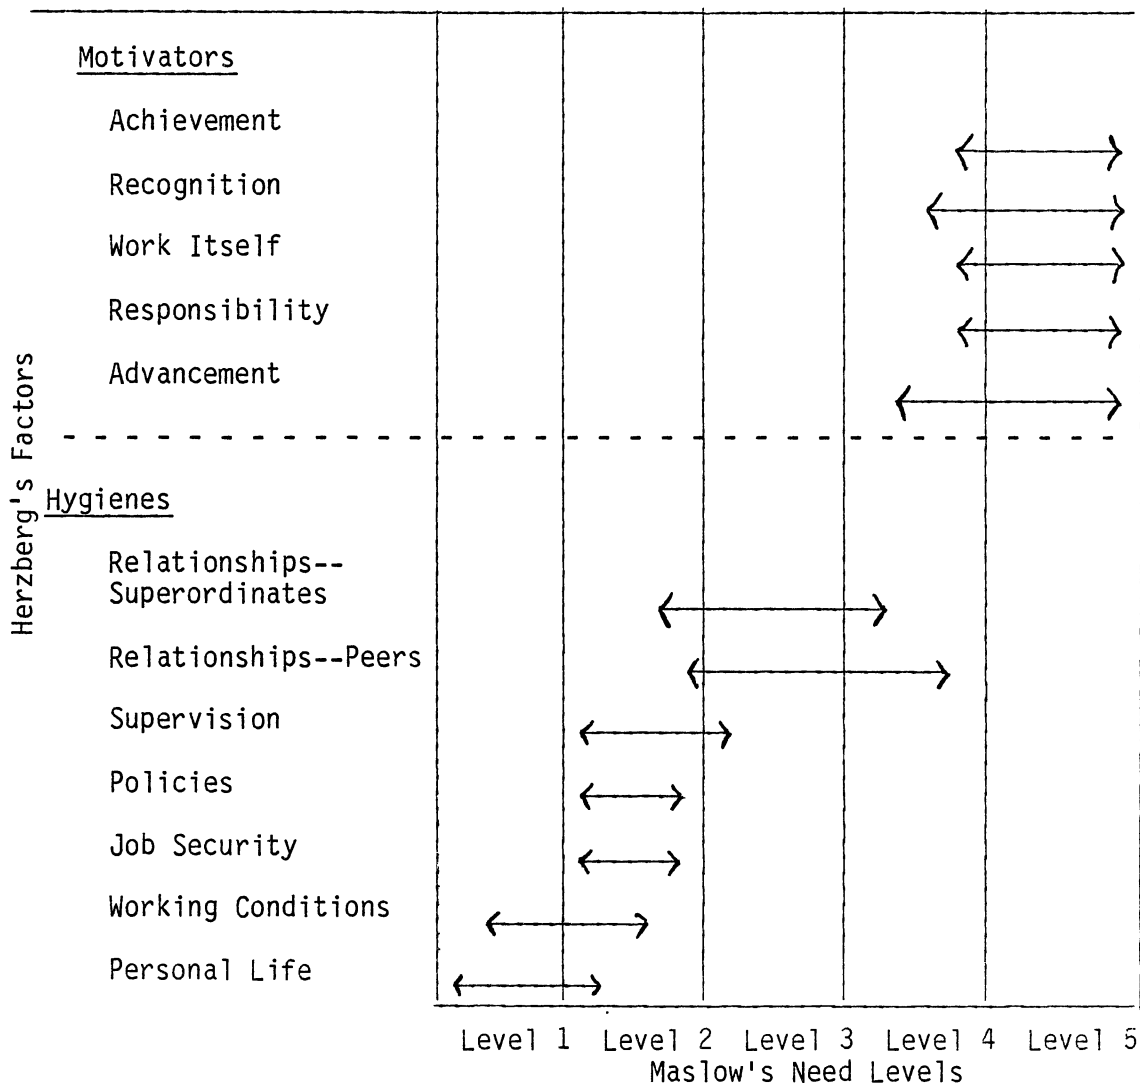 Motivators
Achievement
Recognition
Work Itself
Responsibility
Advancement
Herzberg's Factors
Hygienes
Relationships--
Superordinates
Relationships--Peers
Supervision
Policies
Job Security
Working Conditions
Personal Life
Level 1 Level 2 Level 3 Level 4 Level 5
Maslow's Need Levels